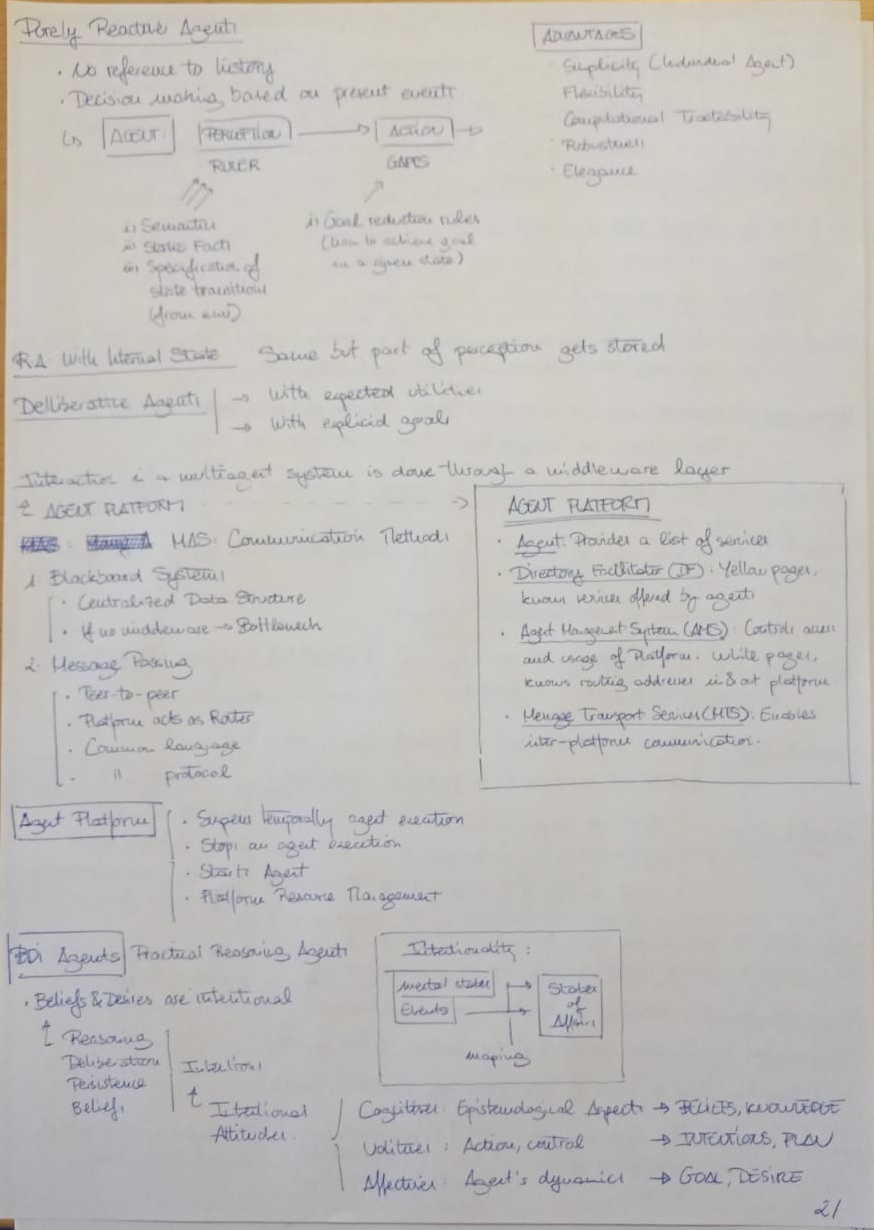 Purely Reactive Agents
· No reference to history
· Decision making based on present events
AGENT: PERCEPTION → ACTION →
RULER
GAPES
i) Semantics
ii) State Facts
iii) Specification of
state transitions
(from env)
i) Goal reduction rules
(how to achieve goal
in a given state)
ADVANTAGES
· Simplicity (Individual Agent)
Flexibility
· Computational Tractability
· Robustness
· Elegance
R.A. With Internal State Same but part of perception gets stored
Delliberative Agents → With expected utilities
→ With explicid goals
Interaction in a multiagent system is done through a middleware layer
AGENT PLATFORM
MAS: Communication Methods
1. Blackboard Systems
· Centralized Data Structure
· If no middleware → Bottleneck
2. Message Passing
· Peer-to-peer
· Platform acts as Router
· Common language
· " protocol
AGENT PLATFORM
· Agent: Provides a list of services
· Directory Facilitator (DF): Yellow pages,
knows services offered by agents
· Agent Management System (AMS): Controls access
and usage of Platform. White pages,
knows routing addresses in & out platform
· Message Transport Services (MTS): Enables
inter-platform communication.
Agent Platform
· Suspens temporally agent execution
· Stops an agent execution
· Starts Agent
· Platform Resource Management
BDi Agents Practical Reasoning Agents
· Beliefs & Desires are intentional
Reasoning
Deliberation
Persistence
Beliefs
Intentions
Intentional
Attitudes.
Intentionality:
mental states
Events
States
of
Affairs
maping
Cognitives: Epistemological Aspects → BELIEFS, KNOWLEDGE
Volitives: Action, control → INTENTIONS, PLAN
Affectives: Agent's dynamics → GOAL, DESIRE
21